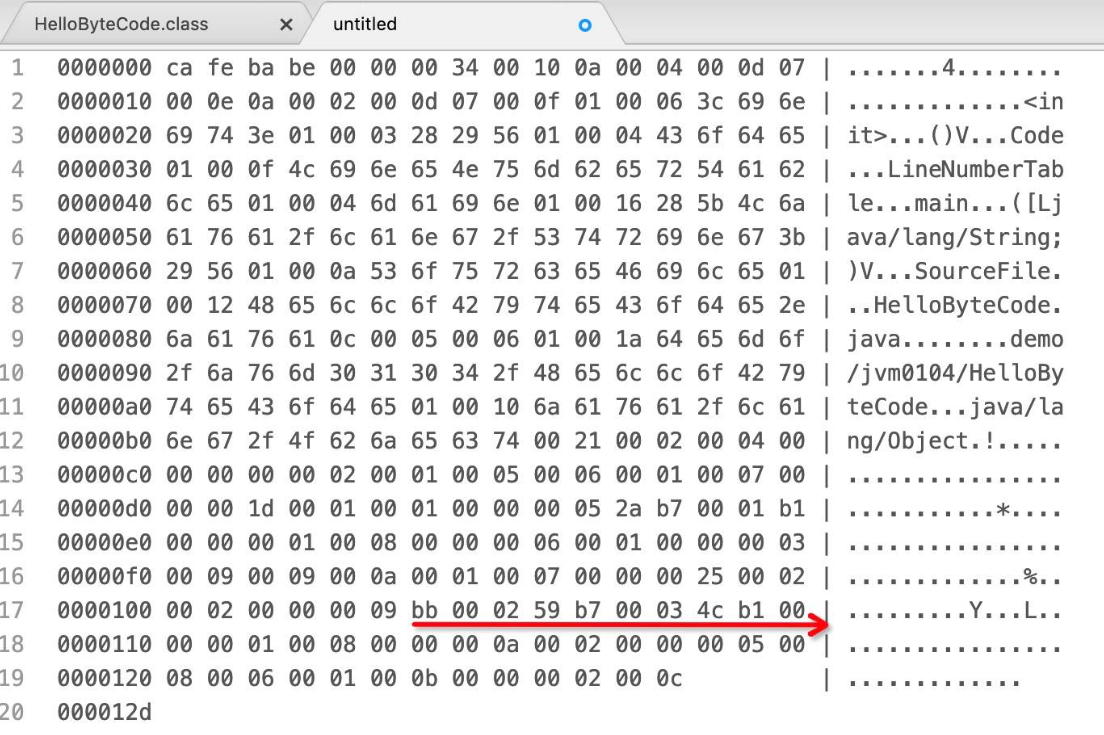 HelloByteCode.class × untitled
1 0000000 ca fe ba be 00 00 00 34 00 10 0a 00 04 00 0d 07 | .......4........
2 0000010 00 0e 0a 00 02 00 0d 07 00 0f 01 00 06 3c 69 6e | .............<in
3 0000020 69 74 3e 01 00 03 28 29 56 01 00 04 43 6f 64 65 | it>...()V...Code
4 0000030 01 00 0f 4c 69 6e 65 4e 75 6d 62 65 72 54 61 62 | ...LineNumberTab
5 0000040 6c 65 01 00 04 6d 61 69 6e 01 00 16 28 5b 4c 6a | le...main...([Lj
6 0000050 61 76 61 2f 6c 61 6e 67 2f 53 74 72 69 6e 67 3b | ava/lang/String;
7 0000060 29 56 01 00 0a 53 6f 75 72 63 65 46 69 6c 65 01 | )V...SourceFile.
8 0000070 00 12 48 65 6c 6c 6f 42 79 74 65 43 6f 64 65 2e | ..HelloByteCode.
9 0000080 6a 61 76 61 0c 00 05 00 06 01 00 1a 64 65 6d 6f | java........demo
10 0000090 2f 6a 76 6d 30 31 30 34 2f 48 65 6c 6c 6f 42 79 | /jvm0104/HelloBy
11 00000a0 74 65 43 6f 64 65 01 00 10 6a 61 76 61 2f 6c 61 | teCode...java/la
12 00000b0 6e 67 2f 4f 62 6a 65 63 74 00 21 00 02 00 04 00 | ng/Object.!.....
13 00000c0 00 00 00 00 02 00 01 00 05 00 06 00 01 00 07 00 | ................
14 00000d0 00 00 1d 00 01 00 01 00 00 00 05 2a b7 00 01 b1 | ...........*....
15 00000e0 00 00 00 01 00 08 00 00 00 06 00 01 00 00 00 03 | ................
16 00000f0 00 09 00 09 00 0a 00 01 00 07 00 00 00 25 00 02 | .............%..
17 0000100 00 02 00 00 00 09 bb 00 02 59 b7 00 03 4c b1 00 | .........Y...L..
18 0000110 00 00 01 00 08 00 00 00 0a 00 02 00 00 00 05 00 | ................
19 0000120 08 00 06 00 01 00 0b 00 00 00 02 00 0c | .............
20 000012d